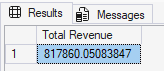 Results Messages
Total Revenue
1 817860.05083847